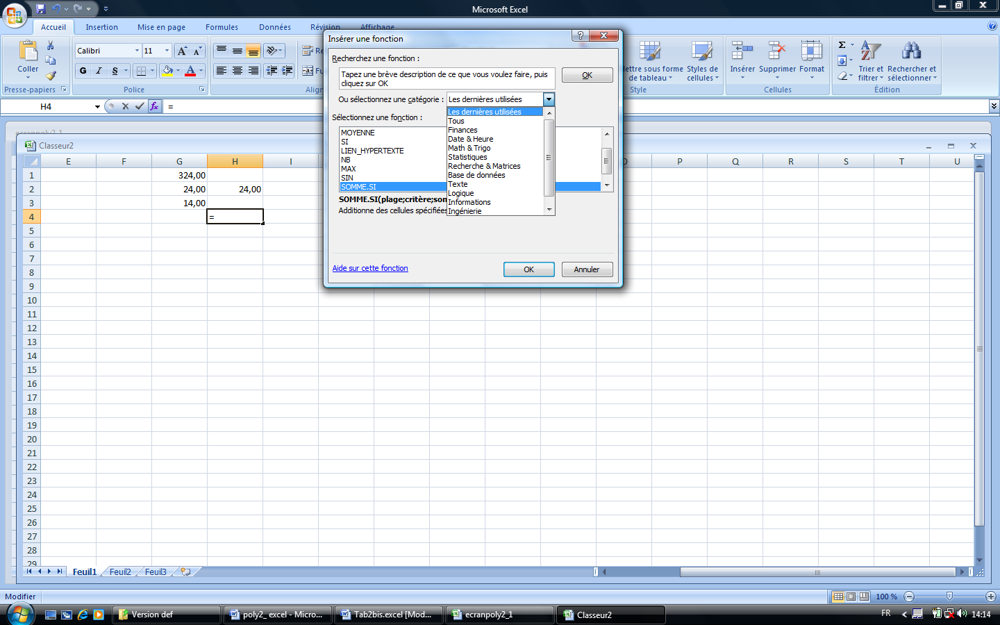 Microsoft Excel
Accueil Insertion Mise en page Formules Données Révision Affichage
Coller
Calibri 11
G I S
Presse-papiers Police Style Cellules Édition
de tableau cellules
Styles de
Insérer Supprimer Format
Trier et Rechercher et
filtrer sélectionner
Insérer une fonction
Recherchez une fonction :
Tapez une brève description de ce que vous voulez faire, puis
cliquez sur OK
OK
Ou sélectionnez une catégorie : Les dernières utilisées
Les dernières utilisées
Tous
Finances
Date & Heure
Math & Trigo
Statistiques
Recherche & Matrices
Base de données
Texte
Logique
Informations
Ingénierie
Sélectionnez une fonction :
MOYENNE
SI
LIEN_HYPERTEXTE
NB
MAX
SIN
SOMME.SI
SOMME.SI(plage;critère;som
Additionne des cellules spécifiées
Aide sur cette fonction
OK Annuler
H4 fx =
Classeur2
E F G H I P Q R S T U
1 324,00
2 24,00 24,00
3 14,00
4 =
5
6
7
8
9
10
11
12
13
14
15
16
17
18
19
20
21
22
23
24
25
26
27
28
29
Feuil1 Feuil2 Feuil3
Modifier 100 %
Version def poly2_ excel - Micro... Tab2bis.excel [Mod... ecranpoly2_1 Classeur2 FR 14:14